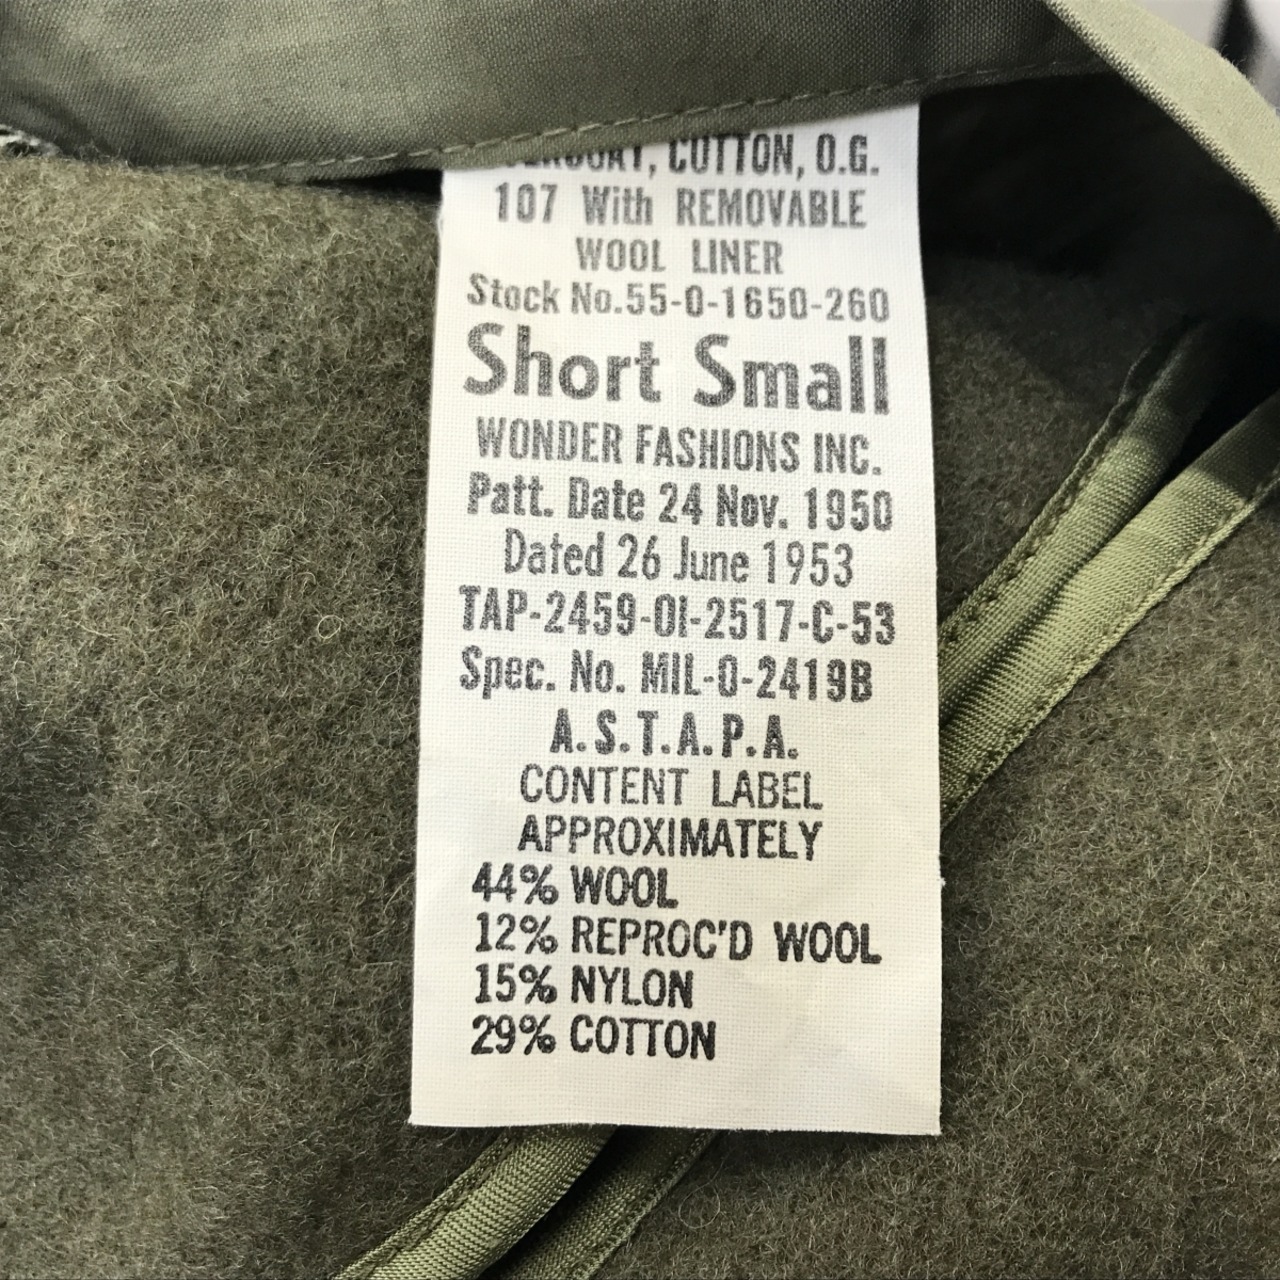 COTTON, O.G.
107 With REMOVABLE
WOOL LINER
Stock No.55-0-1650-260
Short Small
WONDER FASHIONS INC.
Patt. Date 24 Nov. 1950
Dated 26 June 1953
TAP-2459-OI-2517-C-53
Spec. No. MIL-O-2419B
A.S.T.A.P.A.
CONTENT LABEL
APPROXIMATELY
44% WOOL
12% REPROC'D WOOL
15% NYLON
29% COTTON